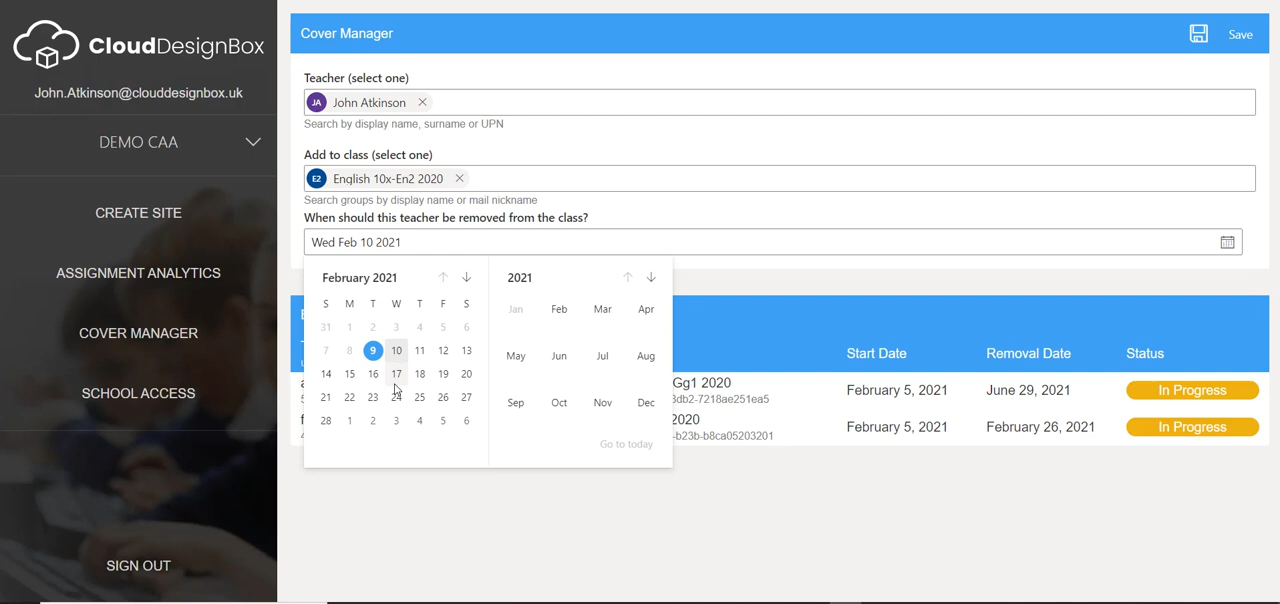 CloudDesignBox
John.Atkinson@clouddesignbox.uk
DEMO CAA
CREATE SITE
ASSIGNMENT ANALYTICS
COVER MANAGER
SCHOOL ACCESS
SIGN OUT
Cover Manager
Save
Teacher (select one)
JA John Atkinson
Search by display name, surname or UPN
Add to class (select one)
E2 English 10x-En2 2020
Search groups by display name or mail nickname
When should this teacher be removed from the class?
Wed Feb 10 2021
February 2021
S M T W T F S
31 1 2 3 4 5 6
7 8 9 10 11 12 13
14 15 16 17 18 19 20
21 22 23 24 25 26 27
28 1 2 3 4 5 6
2021
Jan Feb Mar Apr
May Jun Jul Aug
Sep Oct Nov Dec
Go to today
Start Date Removal Date Status
Gg1 2020 February 5, 2021 June 29, 2021 In Progress
3db2-7218ae251ea5
2020 February 5, 2021 February 26, 2021 In Progress
-b23b-b8ca05203201